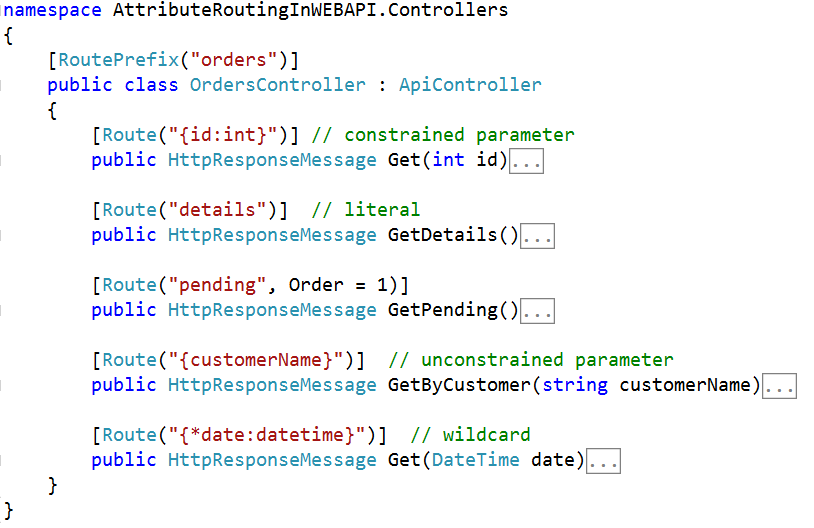 namespace AttributeRoutingInWEBAPI.Controllers
{
[RoutePrefix("orders")]
public class OrdersController : ApiController
{
[Route("{id:int}")] // constrained parameter
public HttpResponseMessage Get(int id)...
[Route("details")]  // literal
public HttpResponseMessage GetDetails()...
[Route("pending", Order = 1)]
public HttpResponseMessage GetPending()...
[Route("{customerName}")]  // unconstrained parameter
public HttpResponseMessage GetByCustomer(string customerName)...
[Route("{*date:datetime}")]  // wildcard
public HttpResponseMessage Get(DateTime date)...
}
}